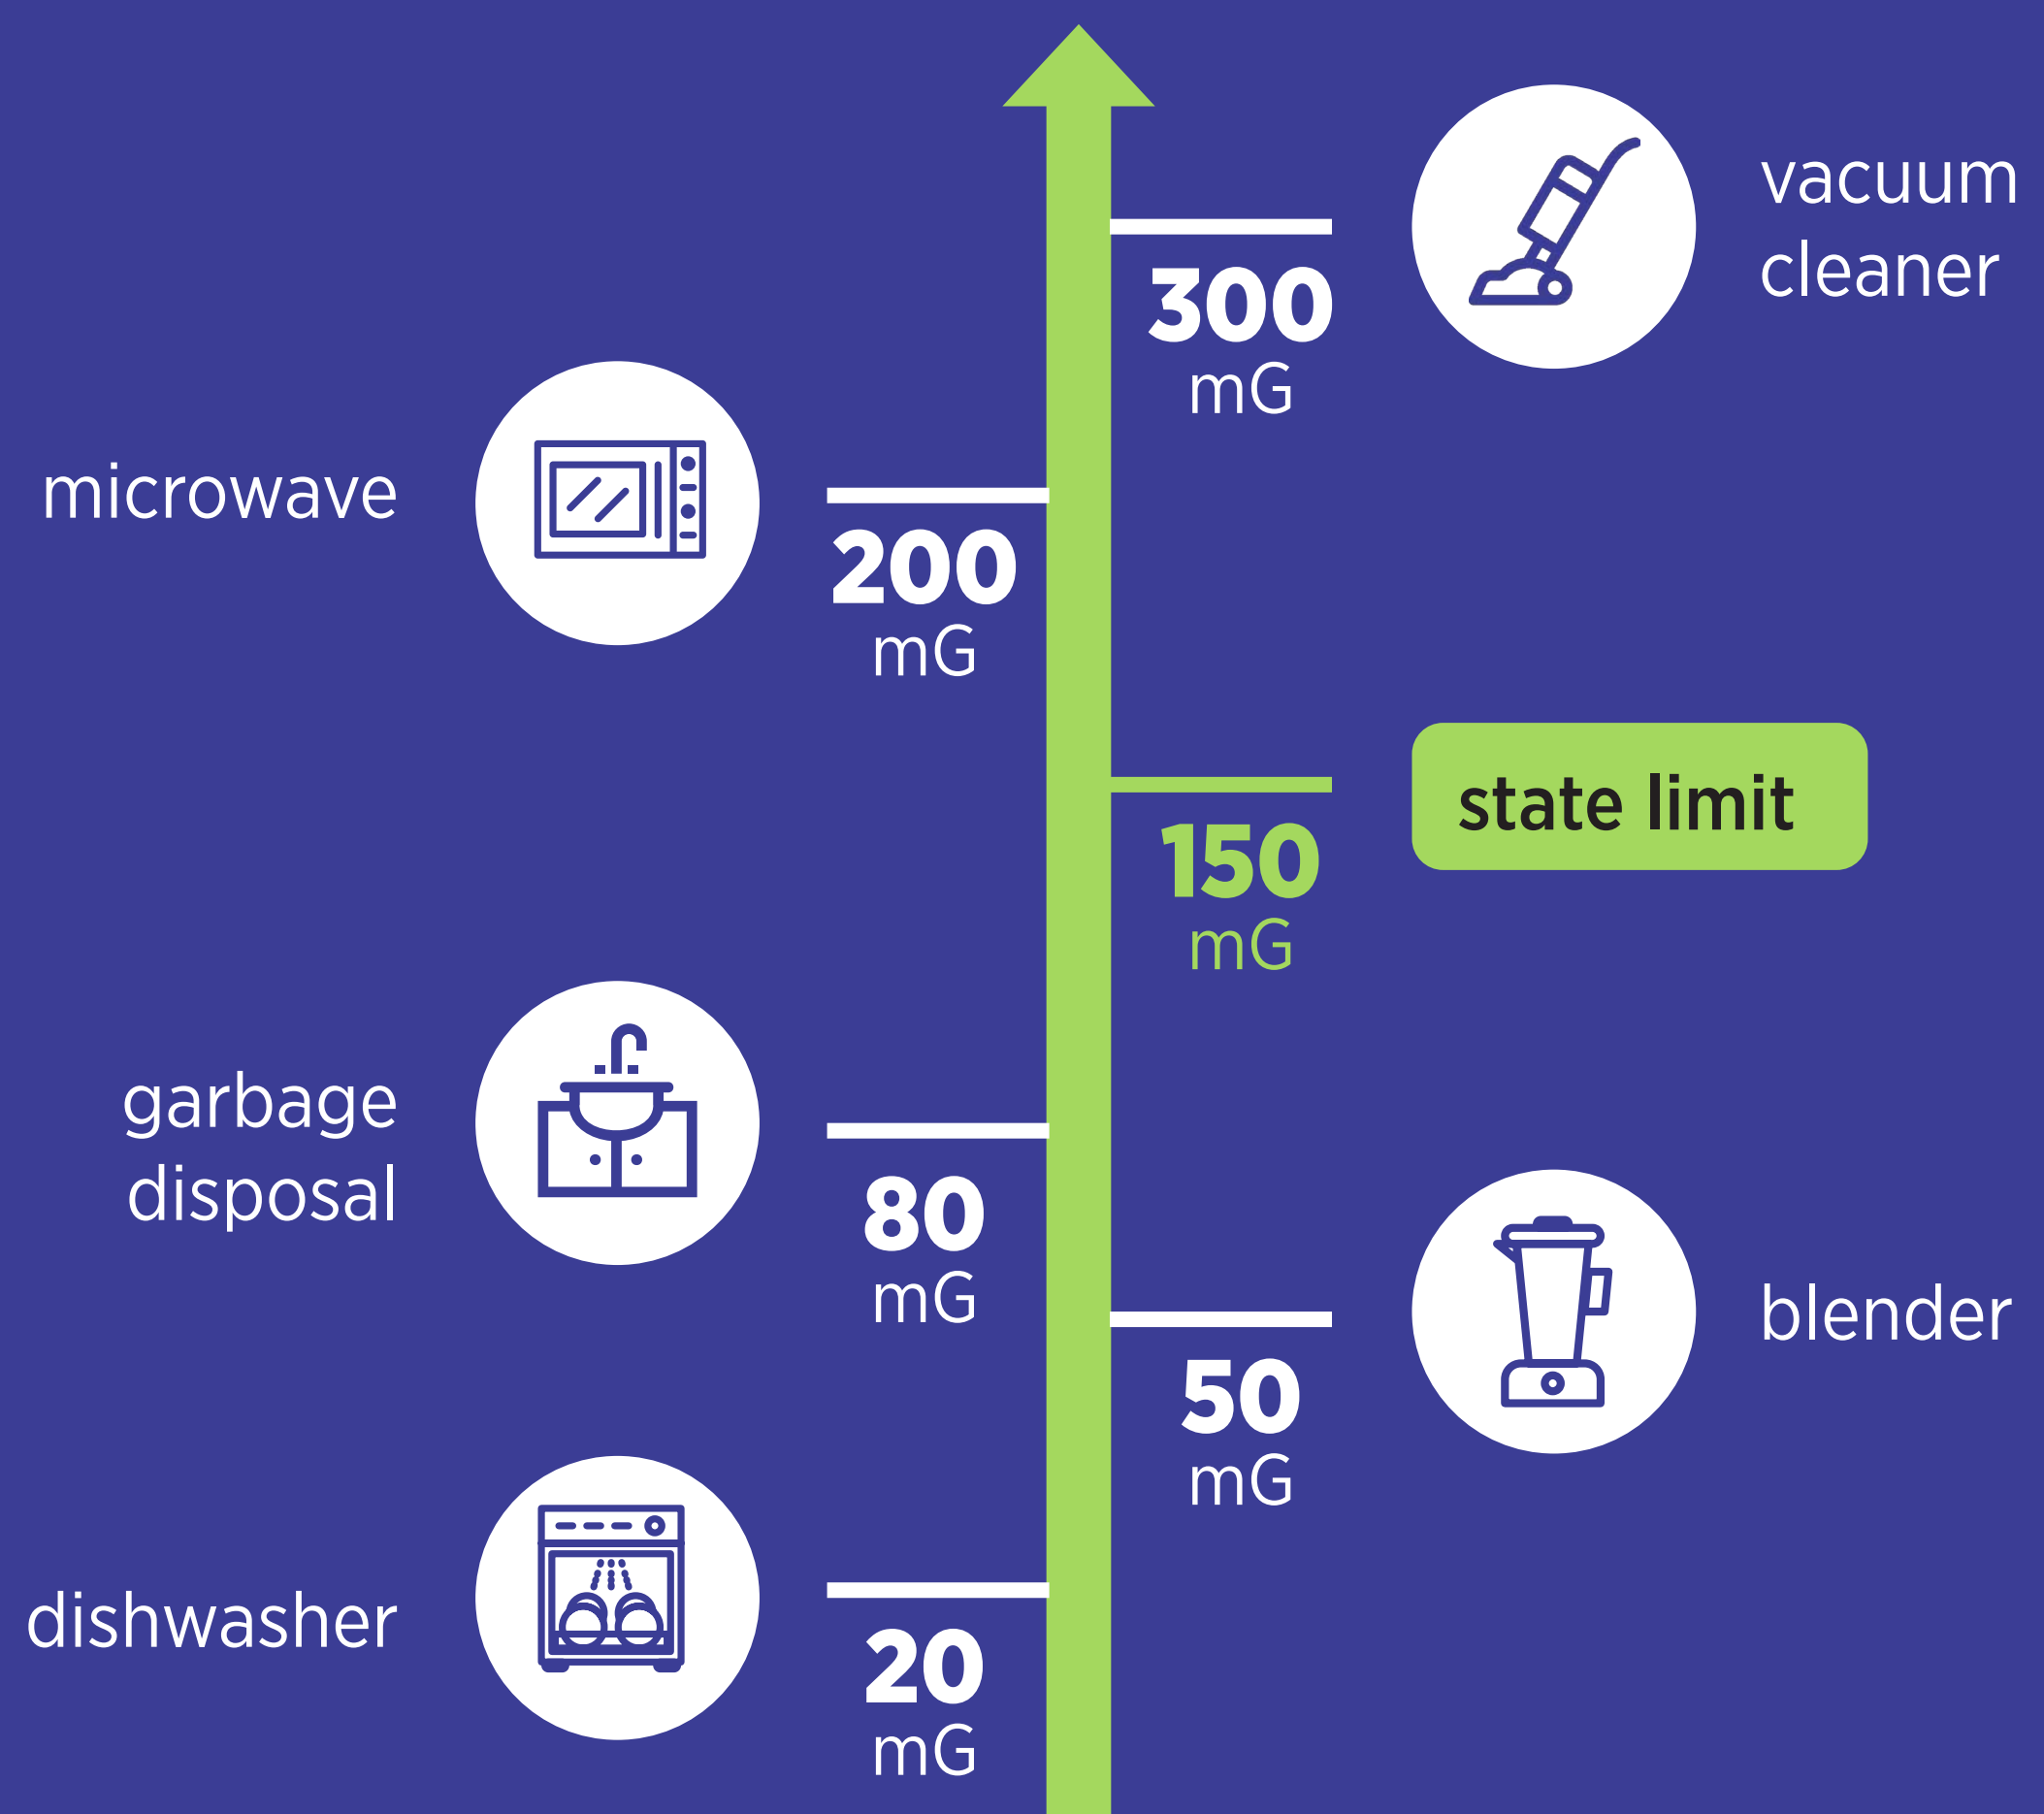 vacuum
cleaner
300
mG
microwave
200
mG
state limit
150
mG
garbage
disposal
80
mG
blender
50
mG
dishwasher
20
mG